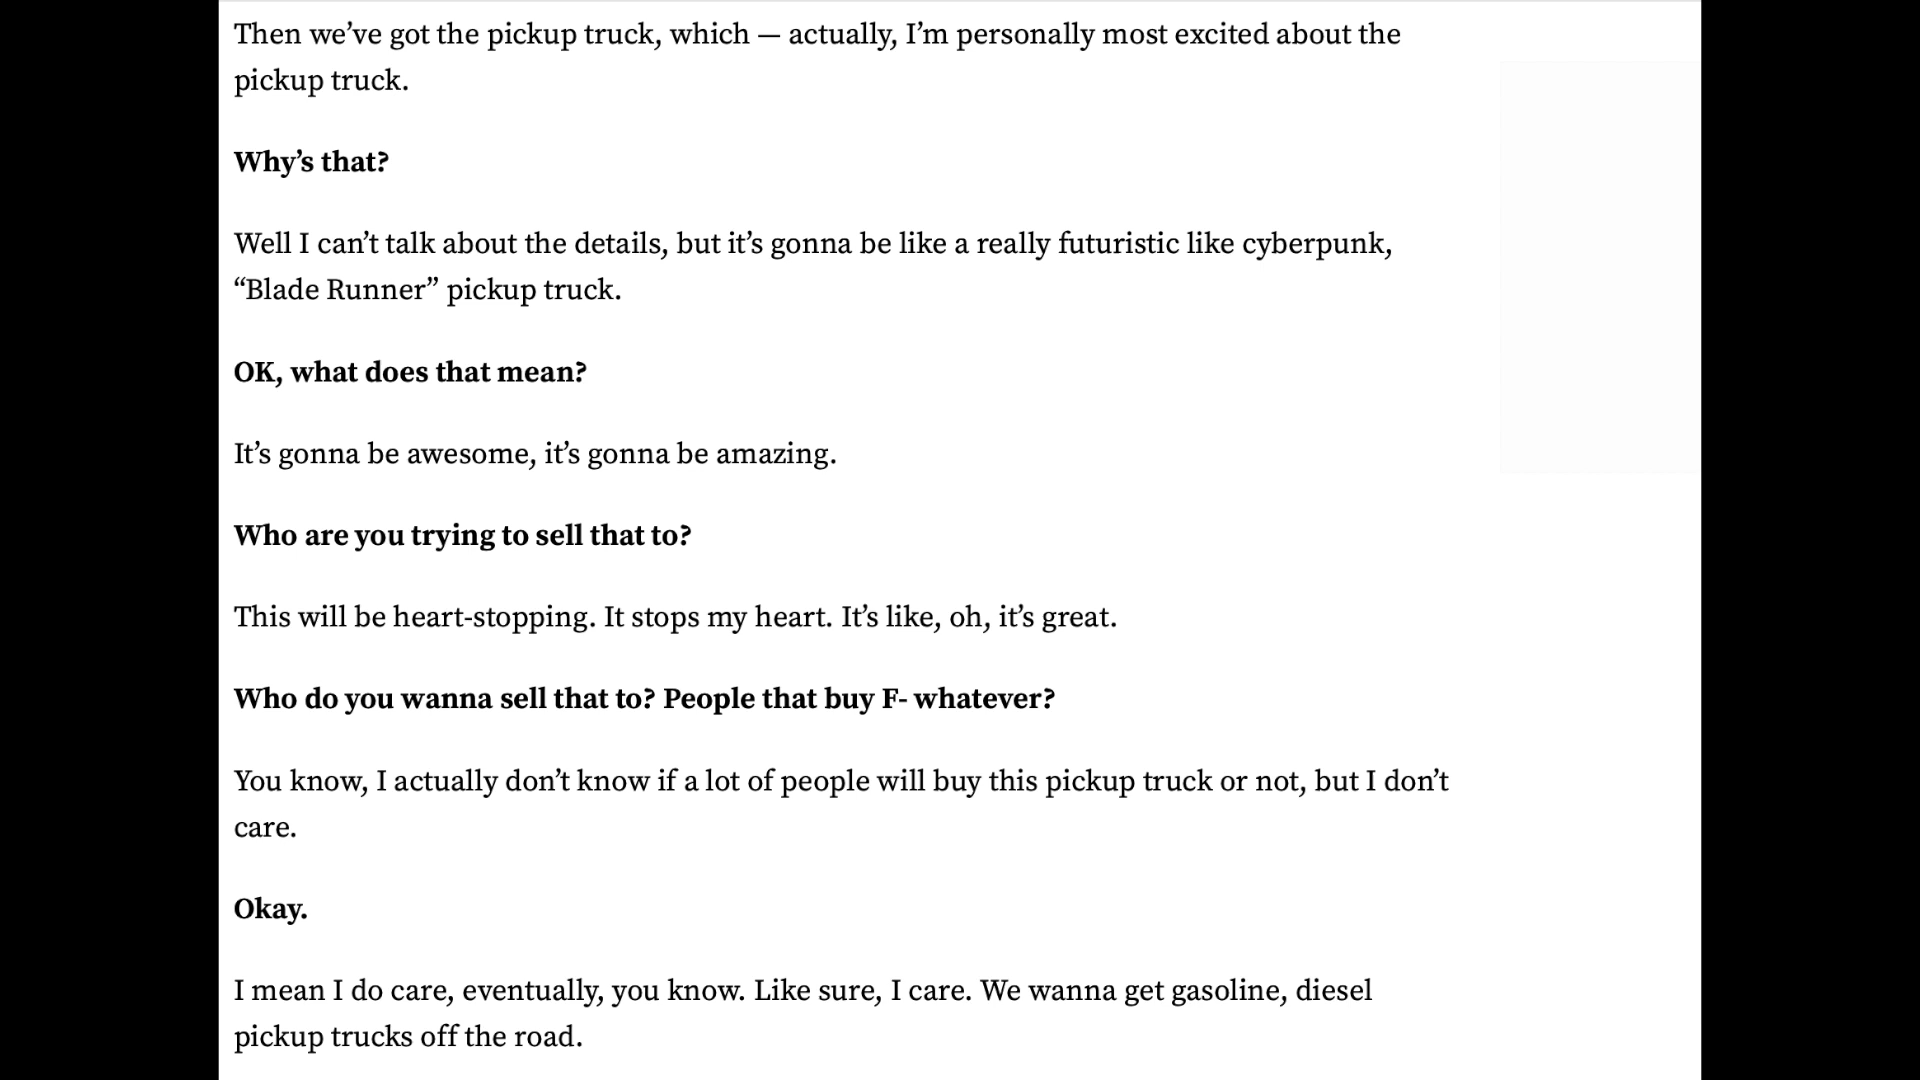 Then we’ve got the pickup truck, which — actually, I’m personally most excited about the
pickup truck.
Why’s that?
Well I can’t talk about the details, but it’s gonna be like a really futuristic like cyberpunk,
“Blade Runner” pickup truck.
OK, what does that mean?
It’s gonna be awesome, it’s gonna be amazing.
Who are you trying to sell that to?
This will be heart-stopping. It stops my heart. It’s like, oh, it’s great.
Who do you wanna sell that to? People that buy F- whatever?
You know, I actually don’t know if a lot of people will buy this pickup truck or not, but I don’t
care.
Okay.
I mean I do care, eventually, you know. Like sure, I care. We wanna get gasoline, diesel
pickup trucks off the road.